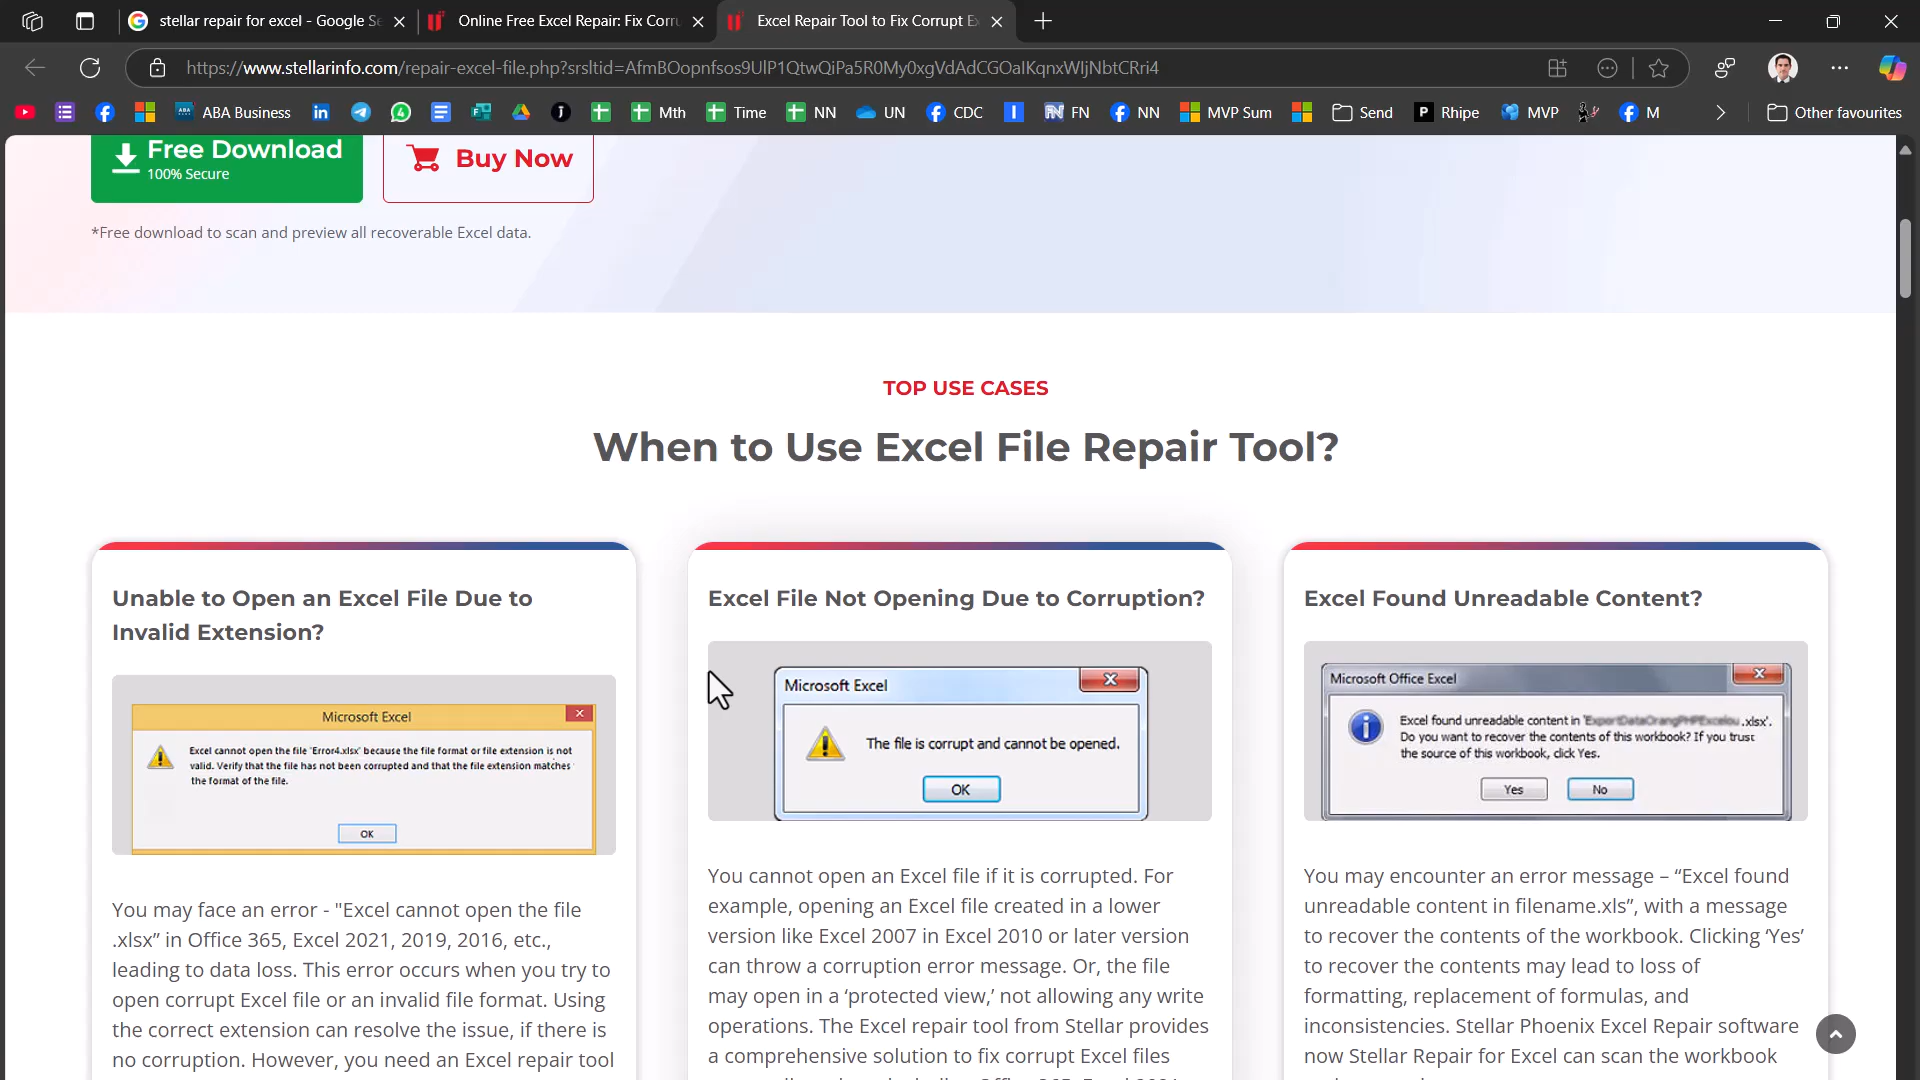 stellar repair for excel - Google Se
Online Free Excel Repair: Fix Corru
Excel Repair Tool to Fix Corrupt Ex
https://www.stellarinfo.com/repair-excel-file.php?srsltid=AfmBOopnfsos9UlP1QtwQiPa5R0My0xgVdAdCGOaIKqnxWIjNbtCRri4
ABA Business
Mth
Time
NN
UN
CDC
FN
NN
MVP Sum
Send
Rhipe
MVP
M
Other favourites
Free Download
100% Secure
Buy Now
*Free download to scan and preview all recoverable Excel data.
TOP USE CASES
When to Use Excel File Repair Tool?
Unable to Open an Excel File Due to
Invalid Extension?
Microsoft Excel
Excel cannot open the file 'Error4.xlsx' because the file format or file extension is not
valid. Verify that the file has not been corrupted and that the file extension matches
the format of the file.
OK
You may face an error - "Excel cannot open the file
.xlsx” in Office 365, Excel 2021, 2019, 2016, etc.,
leading to data loss. This error occurs when you try to
open corrupt Excel file or an invalid file format. Using
the correct extension can resolve the issue, if there is
no corruption. However, you need an Excel repair tool
Excel File Not Opening Due to Corruption?
Microsoft Excel
The file is corrupt and cannot be opened.
OK
You cannot open an Excel file if it is corrupted. For
example, opening an Excel file created in a lower
version like Excel 2007 in Excel 2010 or later version
can throw a corruption error message. Or, the file
may open in a ‘protected view,’ not allowing any write
operations. The Excel repair tool from Stellar provides
a comprehensive solution to fix corrupt Excel files
Excel Found Unreadable Content?
Microsoft Office Excel
Excel found unreadable content in '.xlsx'.
Do you want to recover the contents of this workbook? If you trust
the source of this workbook, click Yes.
Yes
No
You may encounter an error message – “Excel found
unreadable content in filename.xls”, with a message
to recover the contents of the workbook. Clicking ‘Yes’
to recover the contents may lead to loss of
formatting, replacement of formulas, and
inconsistencies. Stellar Phoenix Excel Repair software
now Stellar Repair for Excel can scan the workbook